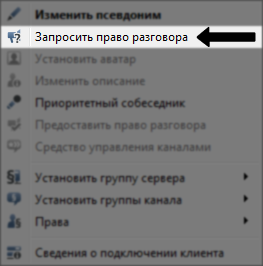 Изменить псевдоним
Запросить право разговора
Установить аватар
Изменить описание
Приоритетный собеседник
Предоставить право разговора
Средство управления каналами
Установить группу сервера
Установить группы канала
Права
Сведения о подключении клиента